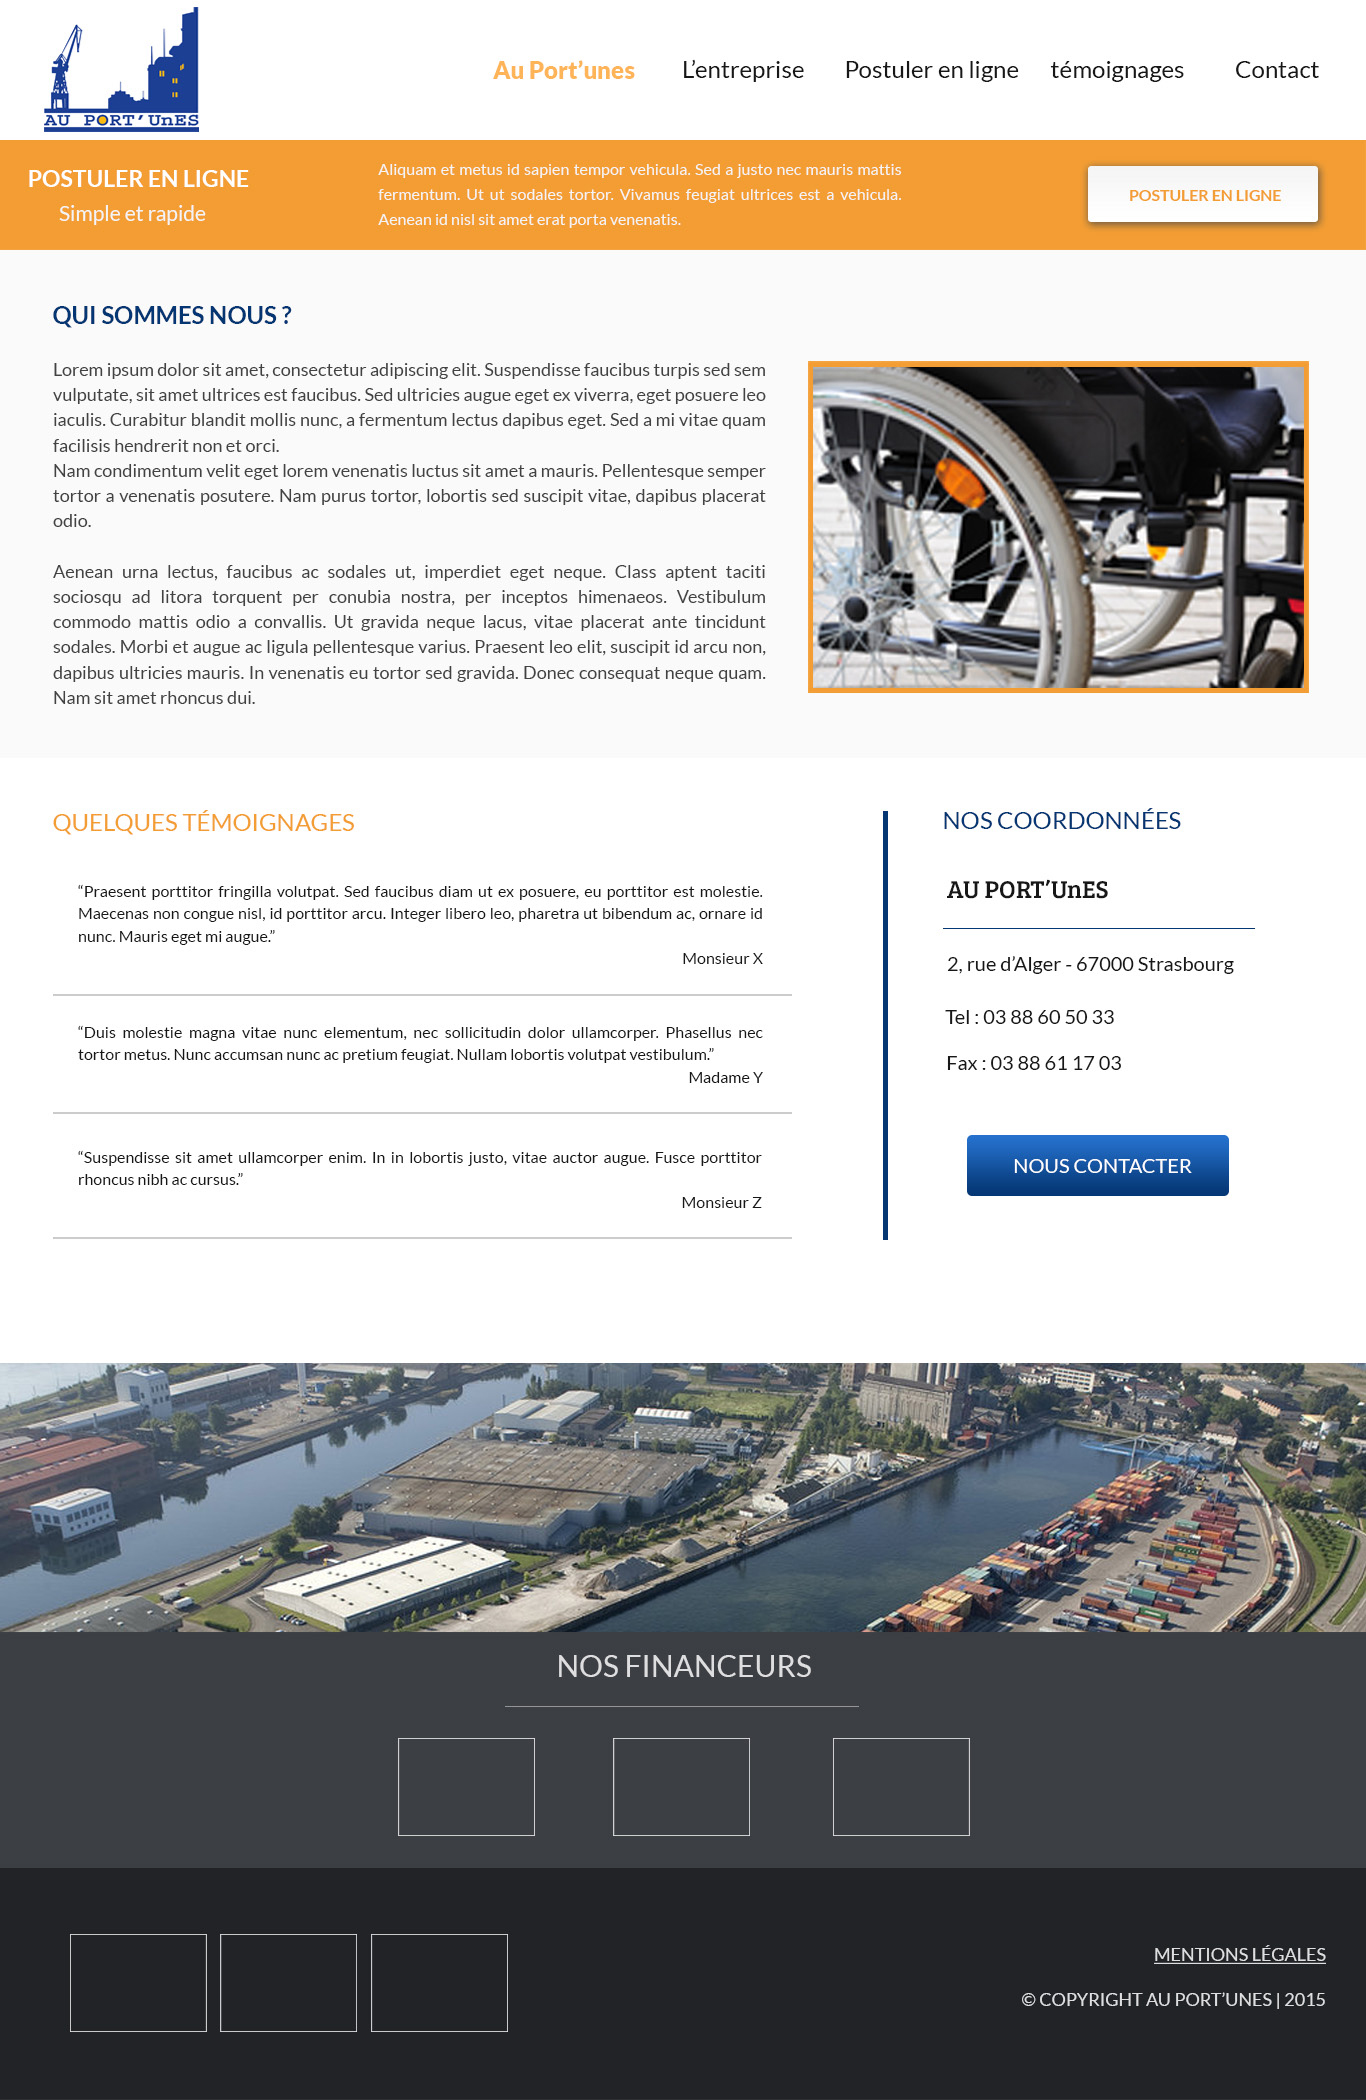 AU PORT'UnES
Au Port’unes
L’entreprise
Postuler en ligne
témoignages
Contact
POSTULER EN LIGNE
Simple et rapide
Aliquam et metus id sapien tempor vehicula. Sed a justo nec mauris mattis
fermentum. Ut ut sodales tortor. Vivamus feugiat ultrices est a vehicula.
Aenean id nisl sit amet erat porta venenatis.
POSTULER EN LIGNE
QUI SOMMES NOUS ?
Lorem ipsum dolor sit amet, consectetur adipiscing elit. Suspendisse faucibus turpis sed sem
vulputate, sit amet ultrices est faucibus. Sed ultricies augue eget ex viverra, eget posuere leo
iaculis. Curabitur blandit mollis nunc, a fermentum lectus dapibus eget. Sed a mi vitae quam
facilisis hendrerit non et orci.
Nam condimentum velit eget lorem venenatis luctus sit amet a mauris. Pellentesque semper
tortor a venenatis posutere. Nam purus tortor, lobortis sed suscipit vitae, dapibus placerat
odio.
Aenean urna lectus, faucibus ac sodales ut, imperdiet eget neque. Class aptent taciti
sociosqu ad litora torquent per conubia nostra, per inceptos himenaeos. Vestibulum
commodo mattis odio a convallis. Ut gravida neque lacus, vitae placerat ante tincidunt
sodales. Morbi et augue ac ligula pellentesque varius. Praesent leo elit, suscipit id arcu non,
dapibus ultricies mauris. In venenatis eu tortor sed gravida. Donec consequat neque quam.
Nam sit amet rhoncus dui.
QUELQUES TÉMOIGNAGES
“Praesent porttitor fringilla volutpat. Sed faucibus diam ut ex posuere, eu porttitor est molestie.
Maecenas non congue nisl, id porttitor arcu. Integer libero leo, pharetra ut bibendum ac, ornare id
nunc. Mauris eget mi augue.”
Monsieur X
“Duis molestie magna vitae nunc elementum, nec sollicitudin dolor ullamcorper. Phasellus nec
tortor metus. Nunc accumsan nunc ac pretium feugiat. Nullam lobortis volutpat vestibulum.”
Madame Y
“Suspendisse sit amet ullamcorper enim. In in lobortis justo, vitae auctor augue. Fusce porttitor
rhoncus nibh ac cursus.”
Monsieur Z
NOS COORDONNÉES
AU PORT’UnES
2, rue d’Alger - 67000 Strasbourg
Tel : 03 88 60 50 33
Fax : 03 88 61 17 03
NOUS CONTACTER
NOS FINANCEURS
MENTIONS LÉGALES
© COPYRIGHT AU PORT’UNES | 2015